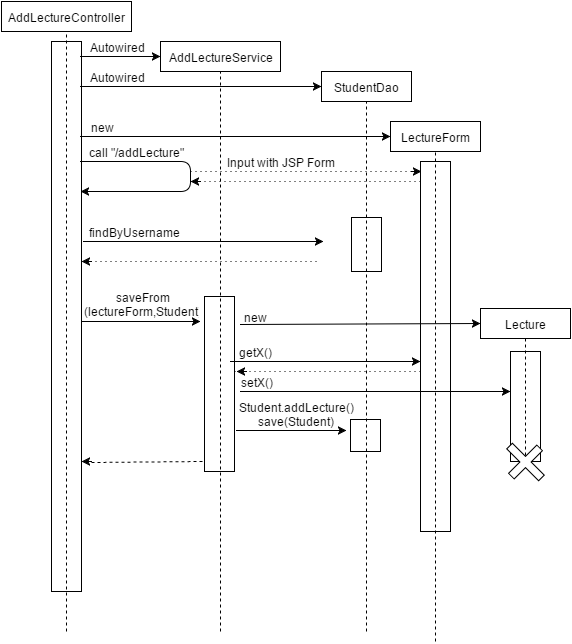 AddLectureController
Autowired
AddLectureService
Autowired
StudentDao
new
LectureForm
call "/addLecture"
Input with JSP Form
findByUsername
saveFrom
(lectureForm,Student
new
Lecture
getX()
setX()
Student.addLecture()
save(Student)